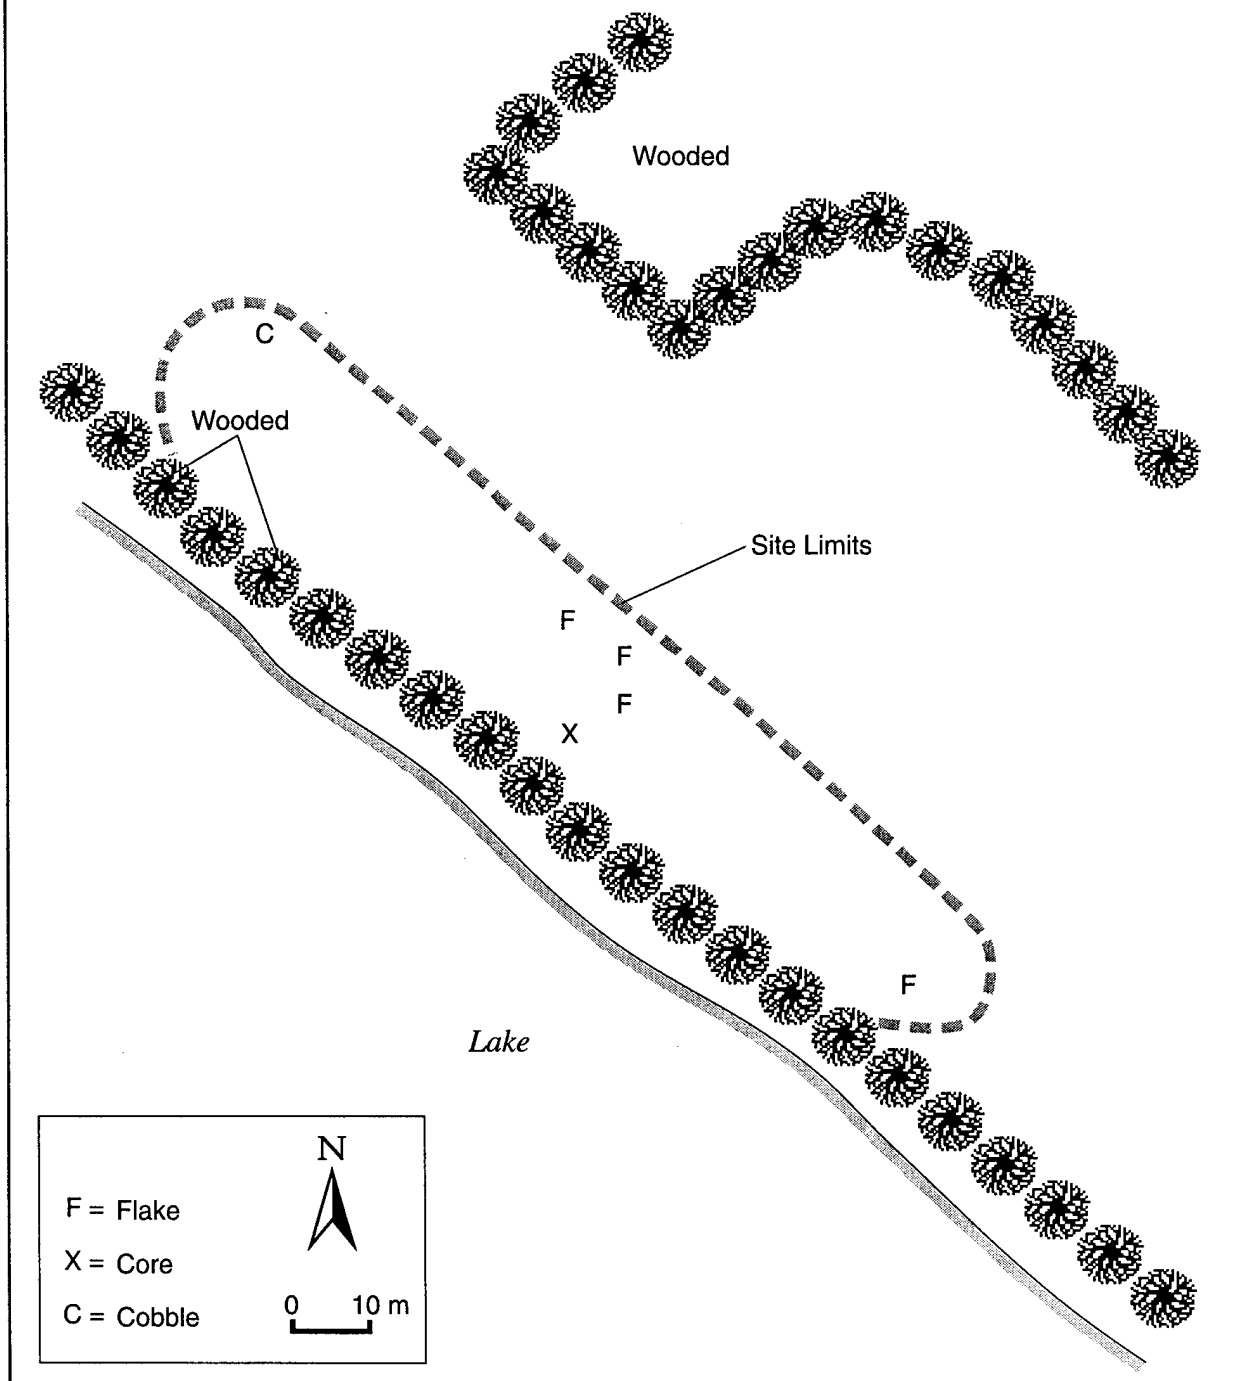 Wooded
C
Wooded
Site Limits
F
F
F
X
F
Lake
N
F = Flake
X = Core
C = Cobble
0 10 m